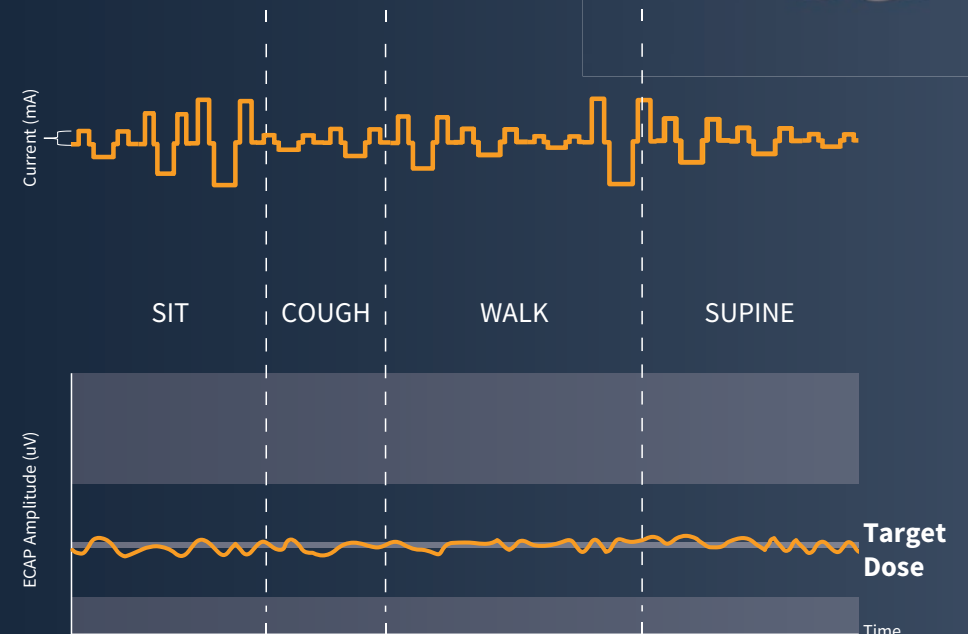 Current (mA)
SIT
COUGH
WALK
SUPINE
ECAP Amplitude (uV)
Target
Dose
Time